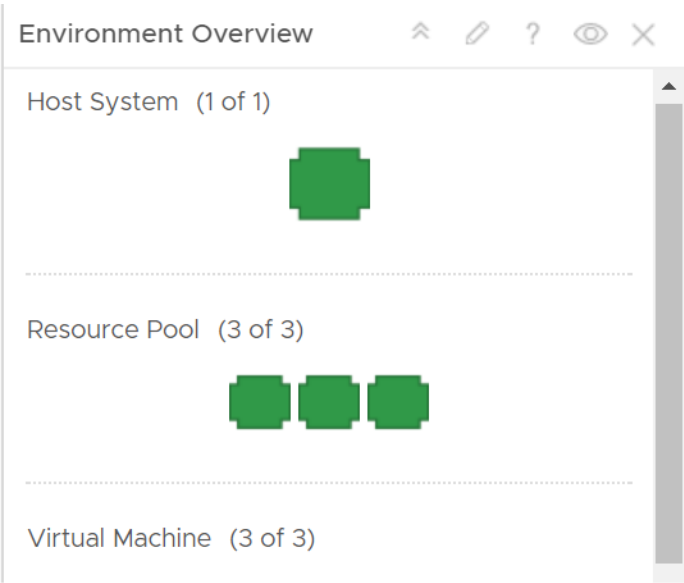 Environment Overview ?
Host System (1 of 1)
Resource Pool (3 of 3)
Virtual Machine (3 of 3)